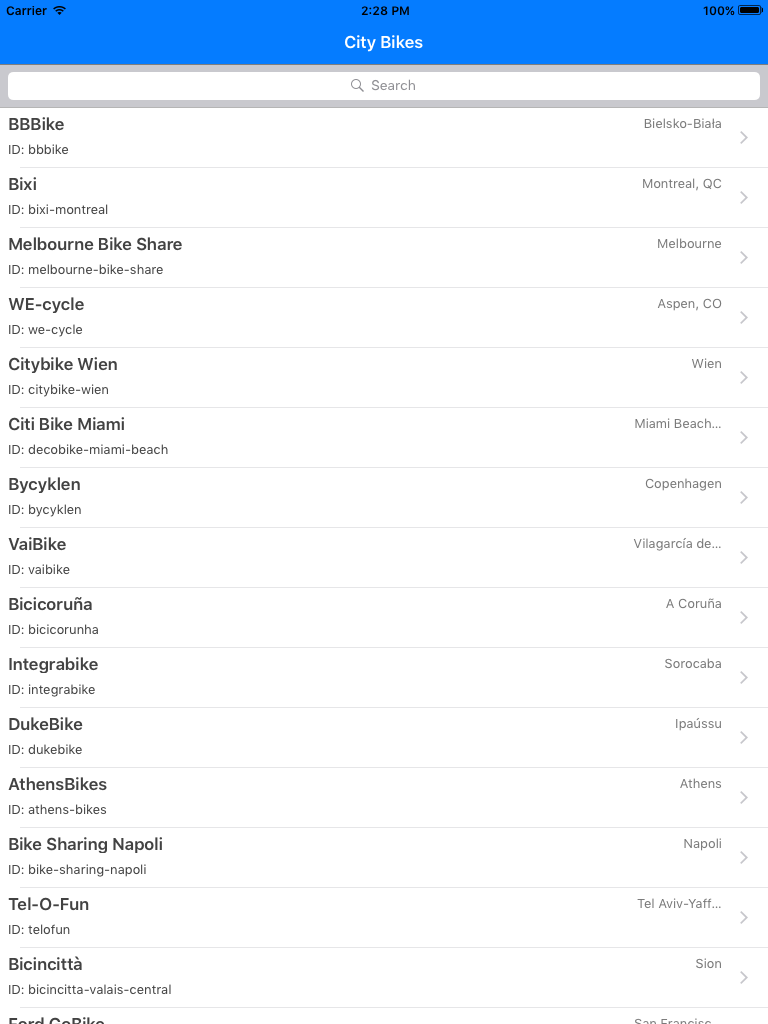 Carrier 2:28 PM 100%
City Bikes
Search
BBBike Bielsko-Biała
ID: bbbike
Bixi Montreal, QC
ID: bixi-montreal
Melbourne Bike Share Melbourne
ID: melbourne-bike-share
WE-cycle Aspen, CO
ID: we-cycle
Citybike Wien Wien
ID: citybike-wien
Citi Bike Miami Miami Beach...
ID: decobike-miami-beach
Bycyklen Copenhagen
ID: bycyklen
VaiBike Vilagarcía de...
ID: vaibike
Bicicoruña A Coruña
ID: bicicorunha
Integrabike Sorocaba
ID: integrabike
DukeBike Ipaússu
ID: dukebike
AthensBikes Athens
ID: athens-bikes
Bike Sharing Napoli Napoli
ID: bike-sharing-napoli
Tel-O-Fun Tel Aviv-Yaff...
ID: telofun
Bicincittà Sion
ID: bicincitta-valais-central
Ford GoBike San Francisc...